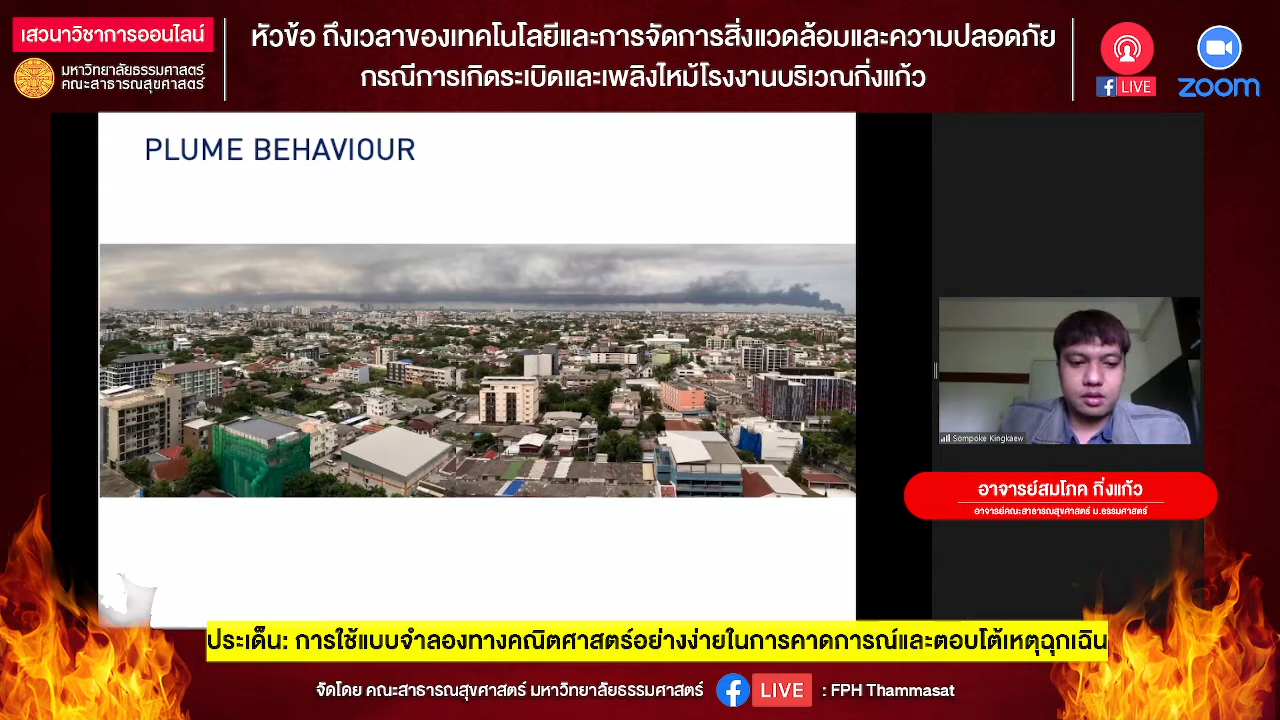 เสวนาวิชาการออนไลน์
มหาวิทยาลัยธรรมศาสตร์
คณะสาธารณสุขศาสตร์
หัวข้อ ถึงเวลาของเทคโนโลยีและการจัดการสิ่งแวดล้อมและความปลอดภัย
กรณีการเกิดระเบิดและเพลิงไหม้โรงงานบริเวณกิ่งแก้ว
LIVE
zoom
PLUME BEHAVIOUR
Sompoke Kingkaew
อาจารย์สมโภค กิ่งแก้ว
อาจารย์คณะสาธารณสุขศาสตร์ ม.ธรรมศาสตร์
ประเด็น: การใช้แบบจำลองทางคณิตศาสตร์อย่างง่ายในการคาดการณ์และตอบโต้เหตุฉุกเฉิน
จัดโดย คณะสาธารณสุขศาสตร์ มหาวิทยาลัยธรรมศาสตร์ LIVE : FPH Thammasat